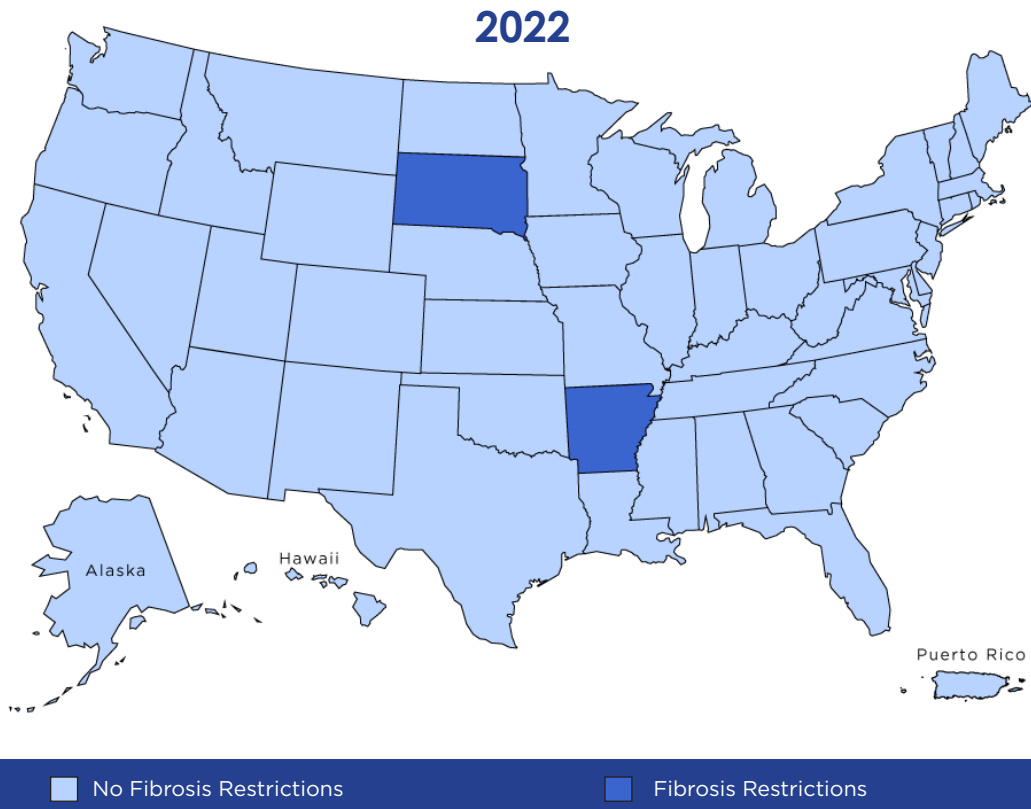 2022
Alaska
Hawaii
Puerto Rico
No Fibrosis Restrictions
Fibrosis Restrictions